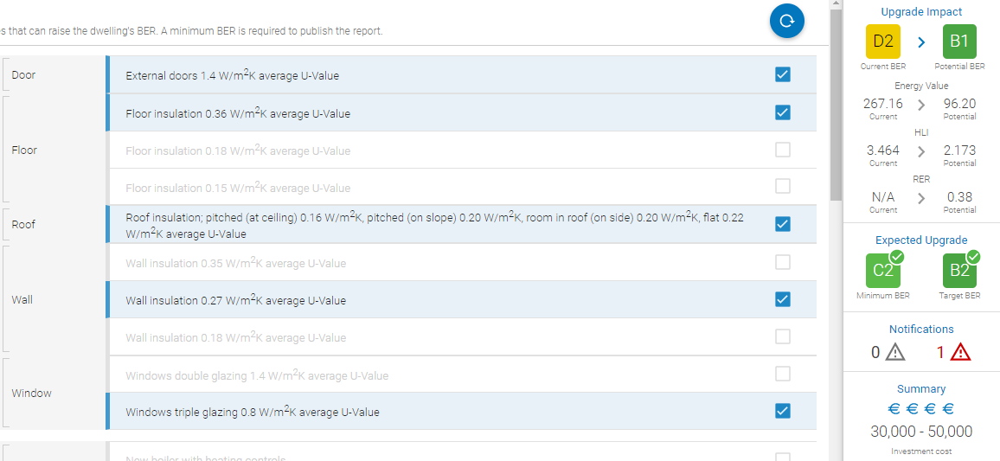 s that can raise the dwelling's BER. A minimum BER is required to publish the report.
Door
External doors 1.4 W/m²K average U-Value
Floor
Floor insulation 0.36 W/m²K average U-Value
Floor insulation 0.18 W/m²K average U-Value
Floor insulation 0.15 W/m²K average U-Value
Roof
Roof insulation; pitched (at ceiling) 0.16 W/m²K, pitched (on slope) 0.20 W/m²K, room in roof (on side) 0.20 W/m²K, flat 0.22
W/m²K average U-Value
Wall
Wall insulation 0.35 W/m²K average U-Value
Wall insulation 0.27 W/m²K average U-Value
Wall insulation 0.18 W/m²K average U-Value
Window
Windows double glazing 1.4 W/m²K average U-Value
Windows triple glazing 0.8 W/m²K average U-Value
New boiler with heating controls
Upgrade Impact
D2 > B1
Current BER Potential BER
Energy Value
267.16 > 96.20
Current Potential
HLI
3.464 > 2.173
Current Potential
RER
N/A > 0.38
Current Potential
Expected Upgrade
C2 B2
Minimum BER Target BER
Notifications
0 1
Summary
€ € € €
30,000 - 50,000
Investment cost